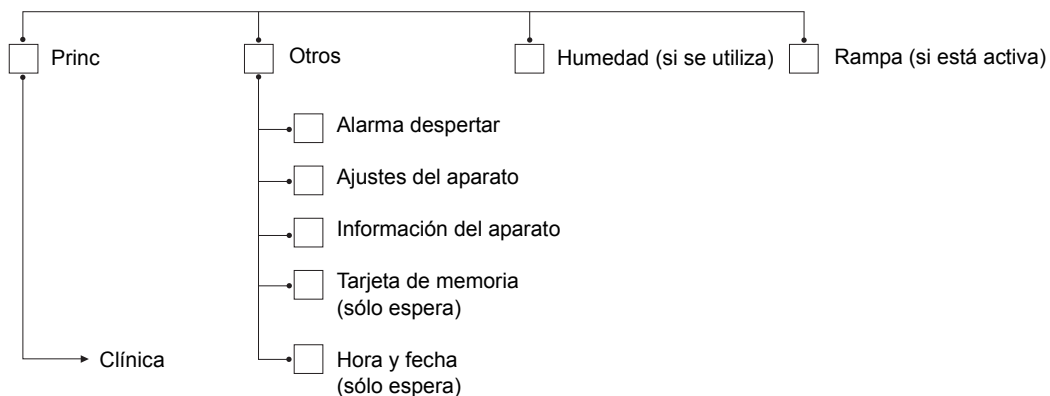 Princ
Otros
Humedad (si se utiliza)
Rampa (si está activa)
Alarma despertar
Ajustes del aparato
Información del aparato
Tarjeta de memoria
(sólo espera)
Clínica
Hora y fecha
(sólo espera)